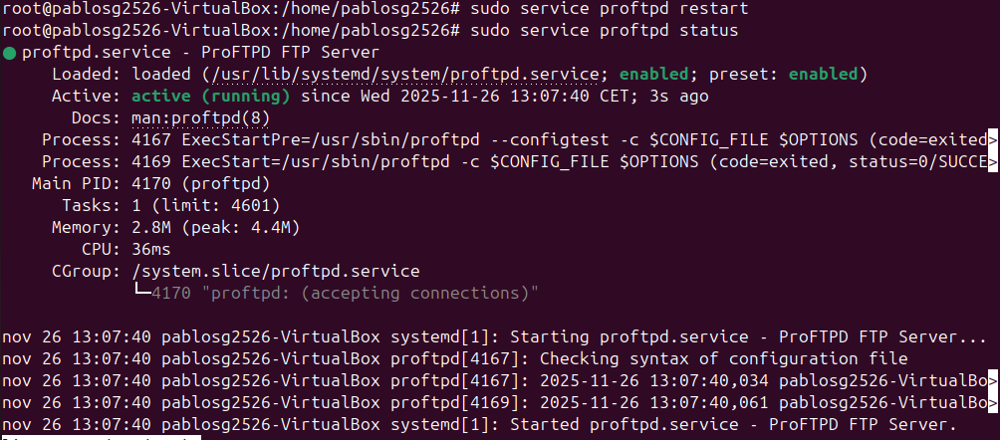 root@pablosg2526-VirtualBox:/home/pablosg2526# sudo service proftpd restart
root@pablosg2526-VirtualBox:/home/pablosg2526# sudo service proftpd status
● proftpd.service - ProFTPD FTP Server
     Loaded: loaded (/usr/lib/systemd/system/proftpd.service; enabled; preset: enabled)
     Active: active (running) since Wed 2025-11-26 13:07:40 CET; 3s ago
       Docs: man:proftpd(8)
    Process: 4167 ExecStartPre=/usr/sbin/proftpd --configtest -c $CONFIG_FILE $OPTIONS (code=exited>
    Process: 4169 ExecStart=/usr/sbin/proftpd -c $CONFIG_FILE $OPTIONS (code=exited, status=0/SUCCE>
   Main PID: 4170 (proftpd)
      Tasks: 1 (limit: 4601)
     Memory: 2.8M (peak: 4.4M)
        CPU: 36ms
     CGroup: /system.slice/proftpd.service
             └─4170 "proftpd: (accepting connections)"
nov 26 13:07:40 pablosg2526-VirtualBox systemd[1]: Starting proftpd.service - ProFTPD FTP Server...
nov 26 13:07:40 pablosg2526-VirtualBox proftpd[4167]: Checking syntax of configuration file
nov 26 13:07:40 pablosg2526-VirtualBox proftpd[4167]: 2025-11-26 13:07:40,034 pablosg2526-VirtualBo>
nov 26 13:07:40 pablosg2526-VirtualBox proftpd[4169]: 2025-11-26 13:07:40,061 pablosg2526-VirtualBo>
nov 26 13:07:40 pablosg2526-VirtualBox systemd[1]: Started proftpd.service - ProFTPD FTP Server.